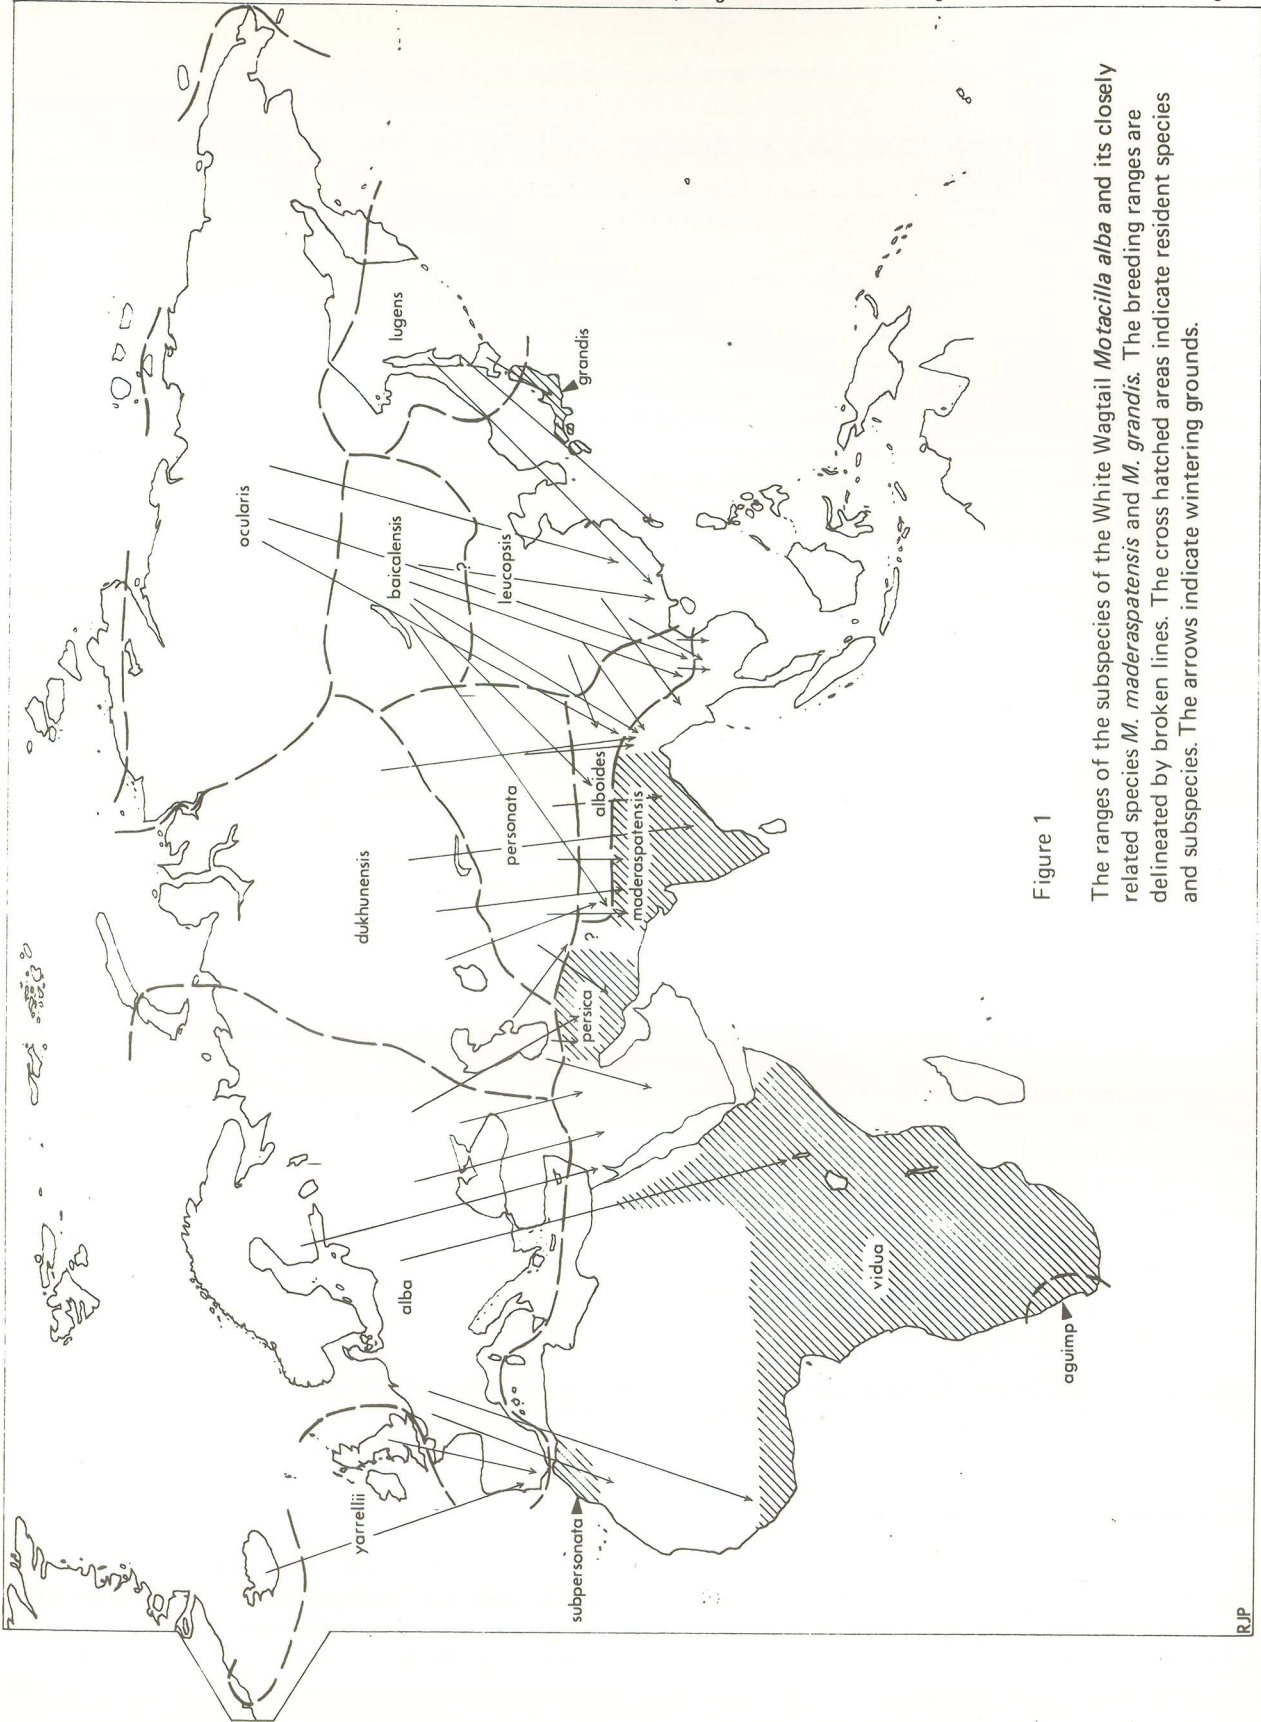 ocularis
lugens
grandis
baicalensis
?
leucopsis
dukhunensis
personata
alboides
maderaspatensis
?
persica
alba
yarrellii
subpersonata
vidua
aguimp
RJP
Figure 1
The ranges of the subspecies of the White Wagtail Motacilla alba and its closely
related species M. maderaspatensis and M. grandis. The breeding ranges are
delineated by broken lines. The cross hatched areas indicate resident species
and subspecies. The arrows indicate wintering grounds.